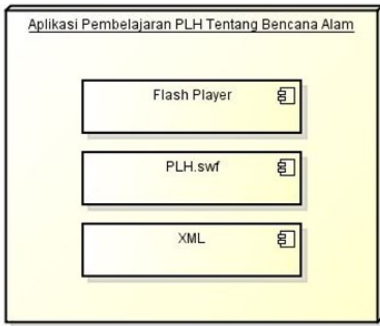 Aplikasi Pembelajaran PLH Tentang Bencana Alam
Flash Player
PLH.swf
XML